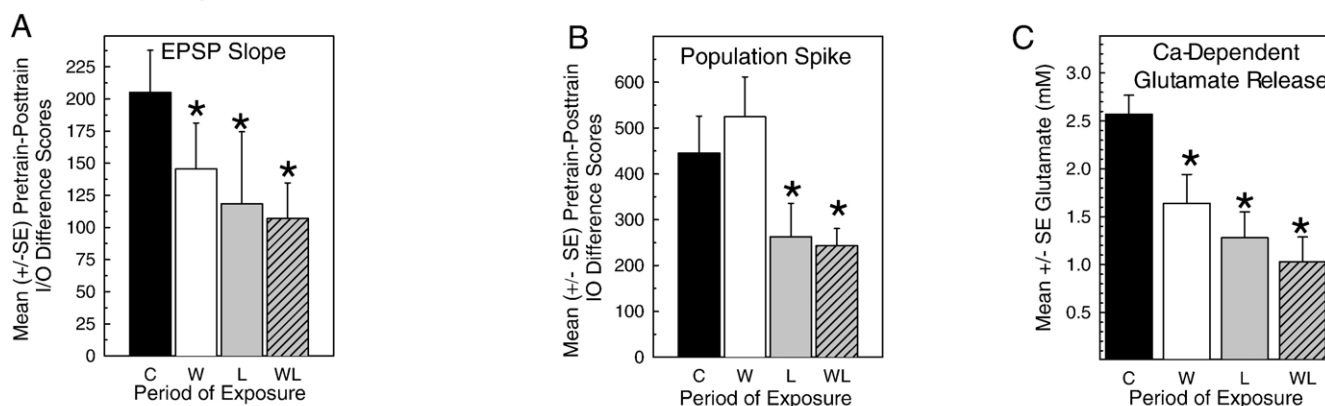 A
EPSP Slope
Mean (+/-SE) Pretrain-Posttrain
I/O Difference Scores
225
200
175
150
125
100
75
50
25
0
*
*
*
C W L WL
Period of Exposure
B
Population Spike
Mean (+/- SE) Pretrain-Posttrain
IO Difference Scores
600
500
400
300
200
100
0
*
*
C W L WL
Period of Exposure
C
Ca-Dependent
Glutamate Release
Mean +/- SE Glutamate (mM)
3.0
2.5
2.0
1.5
1.0
0.5
*
*
*
C W L WL
Period of Exposure